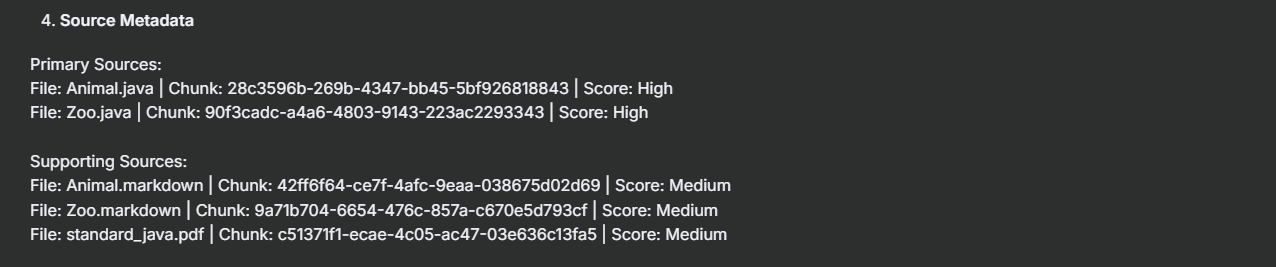 4. Source Metadata
Primary Sources:
File: Animal.java | Chunk: 28c3596b-269b-4347-bb45-5bf926818843 | Score: High
File: Zoo.java | Chunk: 90f3cadc-a4a6-4803-9143-223ac2293343 | Score: High
Supporting Sources:
File: Animal.markdown | Chunk: 42ff6f64-ce7f-4afc-9eaa-038675d02d69 | Score: Medium
File: Zoo.markdown | Chunk: 9a71b704-6654-476c-857a-c670e5d793cf | Score: Medium
File: standard_java.pdf | Chunk: c51371f1-ecae-4c05-ac47-03e636c13fa5 | Score: Medium